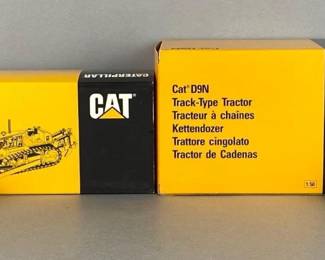 CATERPILLAR
CAT
Cat® D9N
Track-Type Tractor
Tracteur à chaînes
Kettendozer
Trattore cingolato
Tractor de Cadenas
1:50